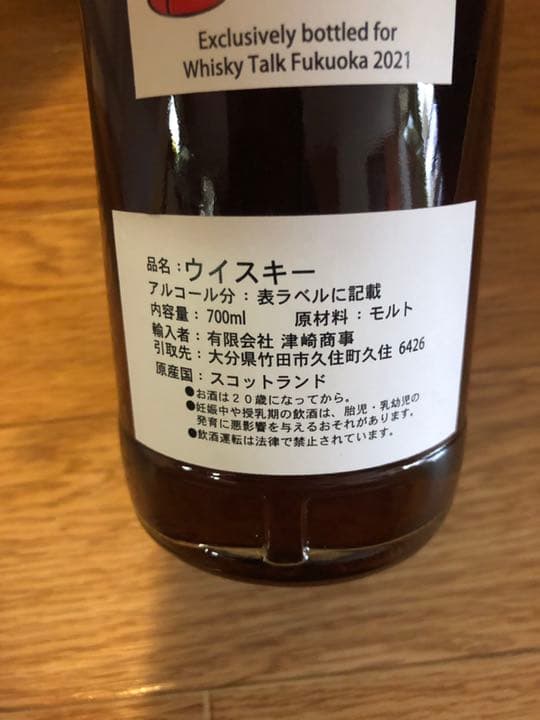 Exclusively bottled for
Whisky Talk Fukuoka 2021
品名：ウイスキー
アルコール分：表ラベルに記載
内容量：700ml 原材料：モルト
輸入者：有限会社 津崎商事
引取先：大分県竹田市久住町久住 6426
原産国：スコットランド
●お酒は２０歳になってから。
●妊娠中や授乳期の飲酒は、胎児・乳幼児の
発育に悪影響を与えるおそれがあります。
●飲酒運転は法律で禁止されています。